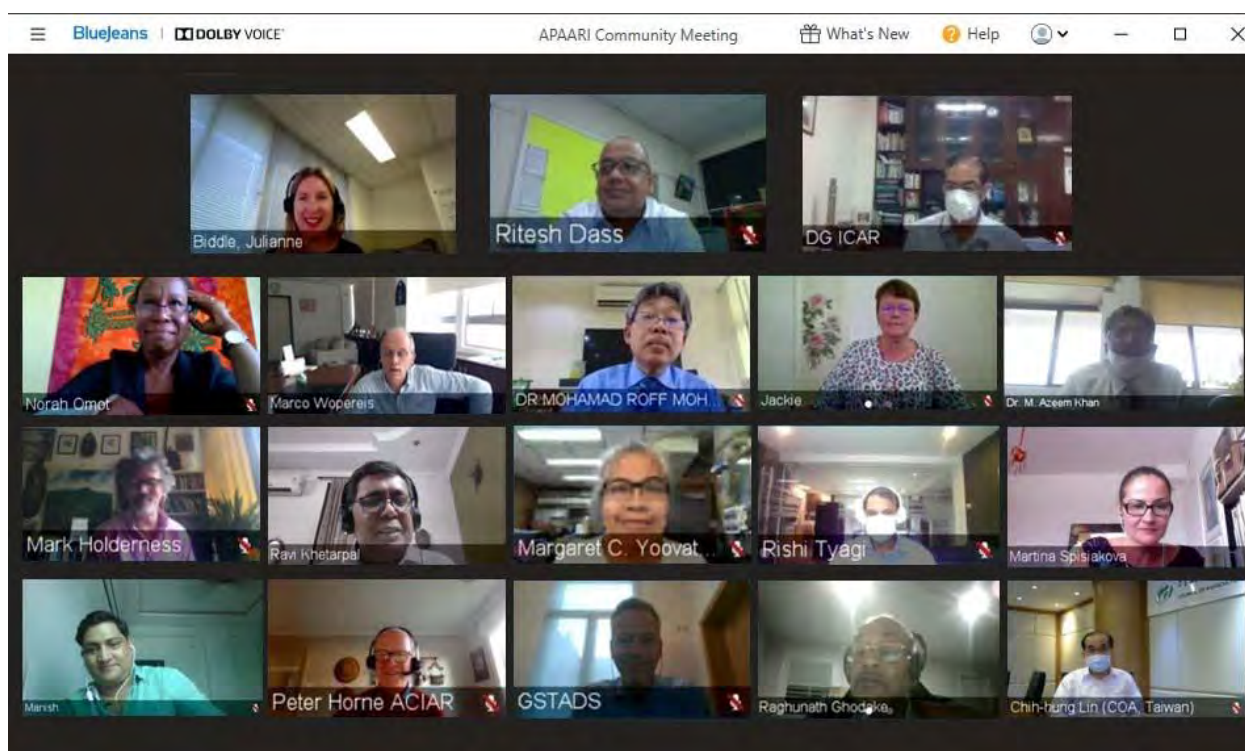 BlueJeans | DOLBY VOICE®
APAARI Community Meeting
What's New
Help
Biddle, Julianne
Ritesh Dass
DG ICAR
Norah Omot
Marco Wopereis
DR MOHAMAD ROFF MOH...
Jackie
Dr. M. Azeem Khan
Mark Holderness
Ravi Khetarpal
Margaret C. Yoovat...
Rishi Tyagi
Martina Spisiakova
Manish
Peter Horne ACIAR
GSTADS
Raghunath Ghodake
Chih-hung Lin (COA, Taiwan)